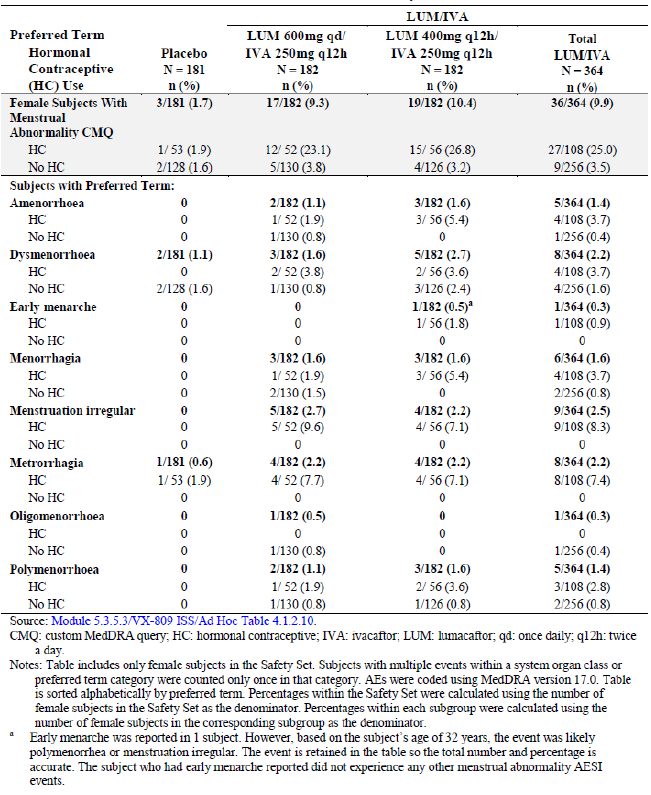 LUM/IVA
Preferred Term Hormonal Contraceptive (HC) Use Placebo N = 181 n (%) LUM 600mg qd/ IVA 250mg q12h N = 182 n (%) LUM 400mg q12h/ IVA 250mg q12h N = 182 n (%) Total LUM/IVA N = 364 n (%)
Female Subjects With Menstrual Abnormality CMQ 3/181 (1.7) 17/182 (9.3) 19/182 (10.4) 36/364 (9.9)
HC 1/ 53 (1.9) 12/ 52 (23.1) 15/ 56 (26.8) 27/108 (25.0)
No HC 2/128 (1.6) 5/130 (3.8) 4/126 (3.2) 9/256 (3.5)
Subjects with Preferred Term:
Amenorrhoea 0 2/182 (1.1) 3/182 (1.6) 5/364 (1.4)
HC 0 1/ 52 (1.9) 3/ 56 (5.4) 4/108 (3.7)
No HC 0 1/130 (0.8) 0 1/256 (0.4)
Dysmenorrhoea 2/181 (1.1) 3/182 (1.6) 5/182 (2.7) 8/364 (2.2)
HC 0 2/ 52 (3.8) 2/ 56 (3.6) 4/108 (3.7)
No HC 2/128 (1.6) 1/130 (0.8) 3/126 (2.4) 4/256 (1.6)
Early menarche 0 0 1/182 (0.5)a 1/364 (0.3)
HC 0 0 1/ 56 (1.8) 1/108 (0.9)
No HC 0 0 0 0
Menorrhagia 0 3/182 (1.6) 3/182 (1.6) 6/364 (1.6)
HC 0 1/ 52 (1.9) 3/ 56 (5.4) 4/108 (3.7)
No HC 0 2/130 (1.5) 0 2/256 (0.8)
Menstruation irregular 0 5/182 (2.7) 4/182 (2.2) 9/364 (2.5)
HC 0 5/ 52 (9.6) 4/ 56 (7.1) 9/108 (8.3)
No HC 0 0 0 0
Metrorrhagia 1/181 (0.6) 4/182 (2.2) 4/182 (2.2) 8/364 (2.2)
HC 1/ 53 (1.9) 4/ 52 (7.7) 4/ 56 (7.1) 8/108 (7.4)
No HC 0 0 0 0
Oligomenorrhoea 0 1/182 (0.5) 0 1/364 (0.3)
HC 0 0 0 0
No HC 0 1/130 (0.8) 0 1/256 (0.4)
Polymenorrhoea 0 2/182 (1.1) 3/182 (1.6) 5/364 (1.4)
HC 0 1/ 52 (1.9) 2/ 56 (3.6) 3/108 (2.8)
No HC 0 1/130 (0.8) 1/126 (0.8) 2/256 (0.8)
Source: Module 5.3.5.3/VX-809 ISS/Ad Hoc Table 4.1.2.10.
CMQ: custom MedDRA query; HC: hormonal contraceptive; IVA: ivacaftor; LUM: lumacaftor; qd: once daily; q12h: twice
a day.
Notes: Table includes only female subjects in the Safety Set. Subjects with multiple events within a system organ class or
preferred term category were counted only once in that category. AEs were coded using MedDRA version 17.0. Table
is sorted alphabetically by preferred term. Percentages within the Safety Set were calculated using the number of
female subjects in the Safety Set as the denominator. Percentages within each subgroup were calculated using the
number of female subjects in the corresponding subgroup as the denominator.
a Early menarche was reported in 1 subject. However, based on the subject's age of 32 years, the event was likely
polymenorrhea or menstruation irregular. The event is retained in the table so the total number and percentage is
accurate. The subject who had early menarche reported did not experience any other menstrual abnormality AESI
events.